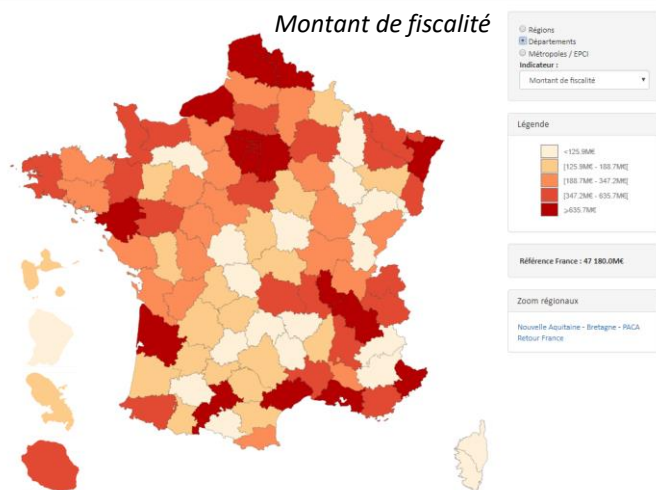 Montant de fiscalité
Régions
Départements
Métropoles / EPCI
Indicateur :
Montant de fiscalité
Légende
<125.9M€
[125.9M€ - 188.7M€[
[188.7M€ - 347.2M€[
[347.2M€ - 635.7M€[
>635.7M€
Référence France : 47 180.0M€
Zoom régionaux
Nouvelle Aquitaine - Bretagne - PACA
Retour France